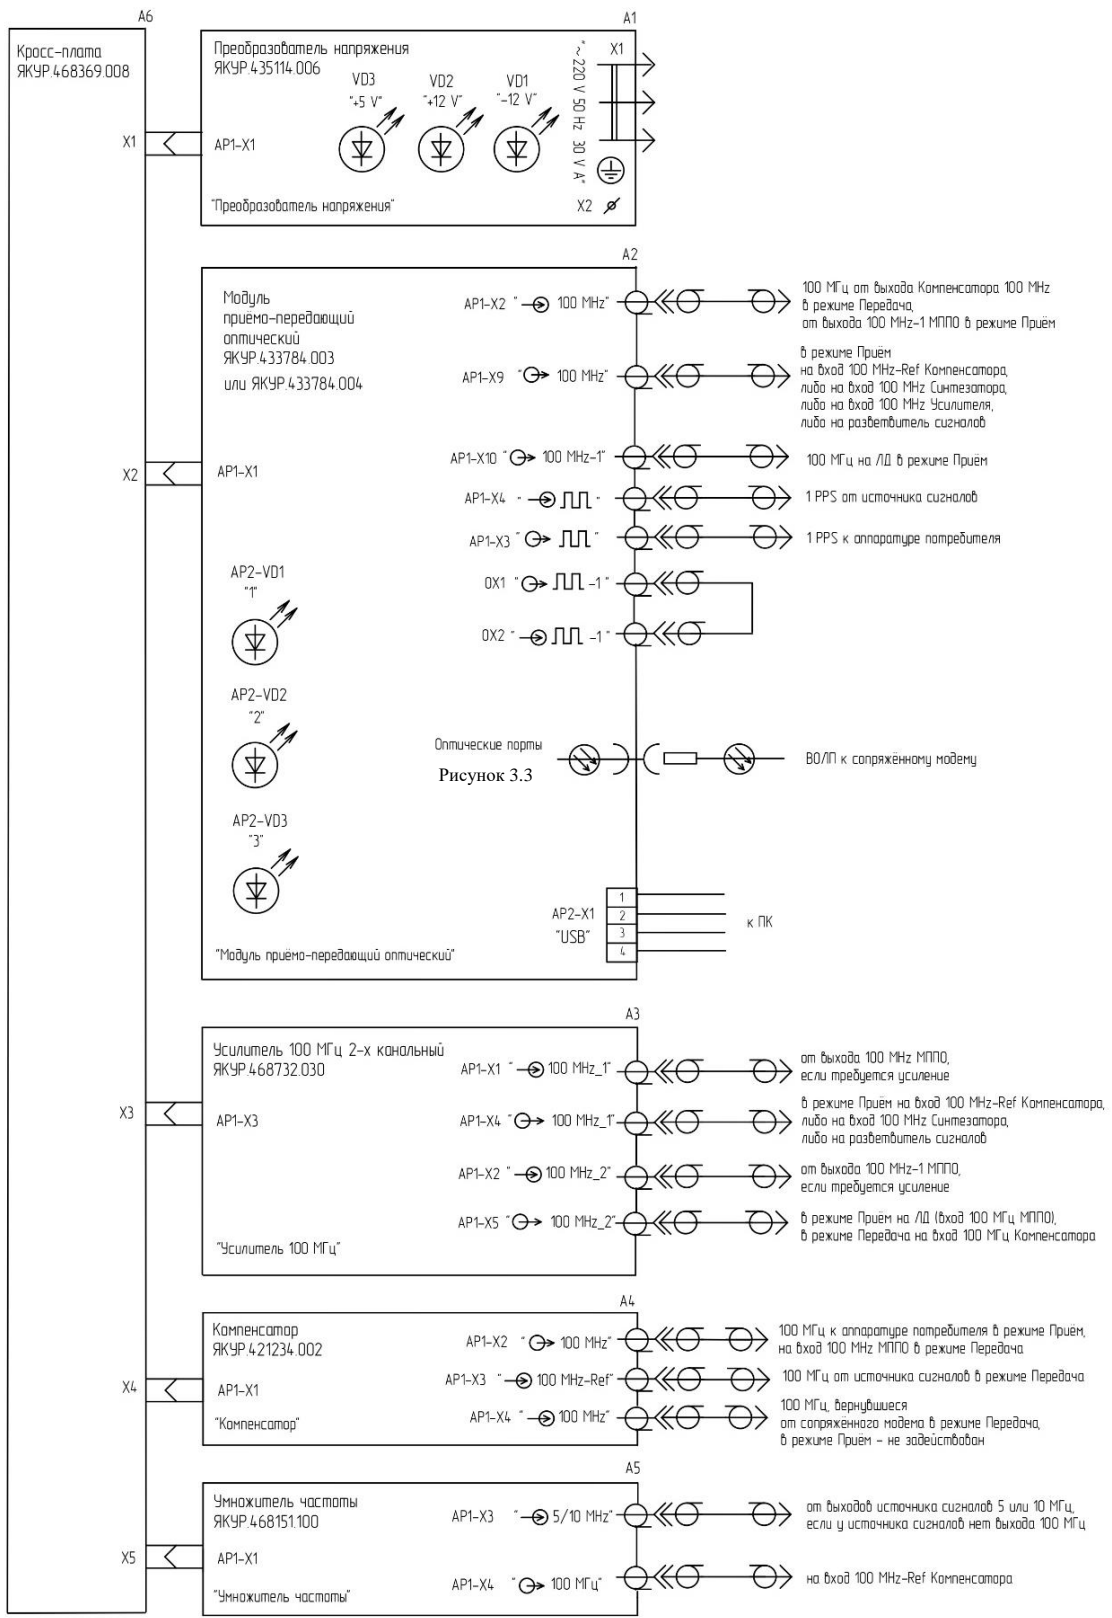 A6
Кросс-плата
ЯКУР.468369.008
X1
X2
X3
X4
X5
A1
Преобразователь напряжения
ЯКУР.435114.006
VD3
"+5 V"
VD2
"+12 V"
VD1
"-12 V"
"~220 V 50 Hz 30 V A"
X1
AP1-X1
X2
"Преобразователь напряжения"
A2
Модуль
приёмо-передающий
оптический
ЯКУР.433784.003
или ЯКУР.433784.004
AP1-X1
AP1-X2 " 100 MHz"
100 МГц от выхода Компенсатора 100 MHz
в режиме Передача,
от выхода 100 MHz-1 МППО в режиме Приём
AP1-X9 " 100 MHz"
в режиме Приём
на вход 100 MHz-Ref Компенсатора,
либо на вход 100 MHz Синтезатора,
либо на вход 100 MHz Усилителя,
либо на разветвитель сигналов
AP1-X10 " 100 MHz-1"
100 МГц на ЛД в режиме Приём
AP1-X4 " "
1 PPS от источника сигналов
AP1-X3 " "
1 PPS к аппаратуре потребителя
OX1 " -1 "
OX2 " -1 "
AP2-VD1
"1"
AP2-VD2
"2"
AP2-VD3
"3"
Оптические порты
Рисунок 3.3
ВОЛП к сопряжённому модему
AP2-X1
"USB"
1
2
3
4
к ПК
"Модуль приёмо-передающий оптический"
A3
Усилитель 100 МГц 2-х канальный
ЯКУР.468732.030
AP1-X3
AP1-X1 " 100 MHz_1"
от выхода 100 MHz МППО,
если требуется усиление
AP1-X4 " 100 MHz_1"
в режиме Приём на вход 100 MHz-Ref Компенсатора,
либо на вход 100 MHz Синтезатора,
либо на разветвитель сигналов
AP1-X2 " 100 MHz_2"
от выхода 100 MHz-1 МППО,
если требуется усиление
AP1-X5 " 100 MHz_2"
в режиме Приём на ЛД (вход 100 МГц МППО),
в режиме Передача на вход 100 МГц Компенсатора
"Усилитель 100 МГц"
A4
Компенсатор
ЯКУР.421234.002
AP1-X1
"Компенсатор"
AP1-X2 " 100 MHz"
100 МГц к аппаратуре потребителя в режиме Приём,
на вход 100 MHz МППО в режиме Передача
AP1-X3 " 100 MHz-Ref"
100 МГц от источника сигналов в режиме Передача
AP1-X4 " 100 MHz"
100 МГц, вернувшиеся
от сопряжённого модема в режиме Передача,
в режиме Приём - не задействован
A5
Умножитель частоты
ЯКУР.468151.100
AP1-X1
"Умножитель частоты"
AP1-X3 " 5/10 MHz"
от выходов источника сигналов 5 или 10 МГц,
если у источника сигналов нет выхода 100 МГц
AP1-X4 " 100 МГц"
на вход 100 MHz-Ref Компенсатора